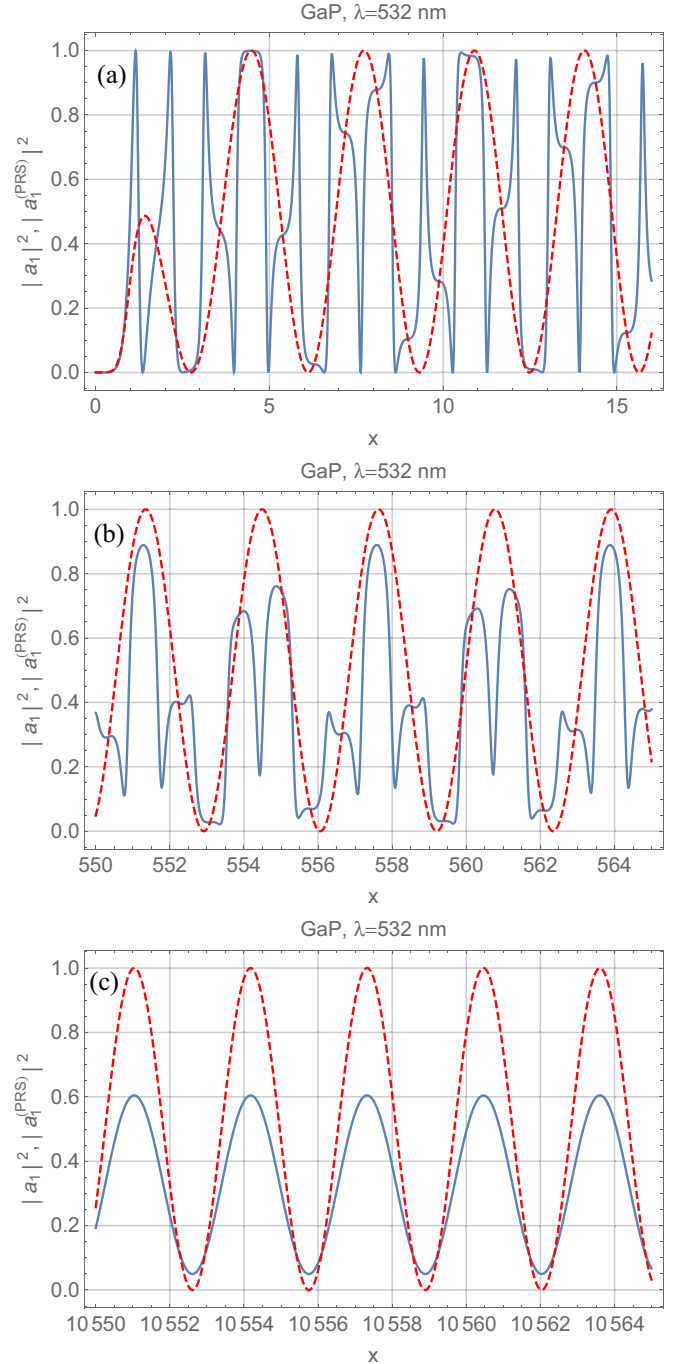 GaP, λ=532 nm
(a)
| a₁ |², | a₁⁽ᴾᴿˢ⁾ |²
1.0
0.8
0.6
0.4
0.2
0.0
0 5 10 15
x
GaP, λ=532 nm
(b)
| a₁ |², | a₁⁽ᴾᴿˢ⁾ |²
1.0
0.8
0.6
0.4
0.2
0.0
550 552 554 556 558 560 562 564
x
GaP, λ=532 nm
(c)
| a₁ |², | a₁⁽ᴾᴿˢ⁾ |²
1.0
0.8
0.6
0.4
0.2
0.0
10 550 10 552 10 554 10 556 10 558 10 560 10 562 10 564
x